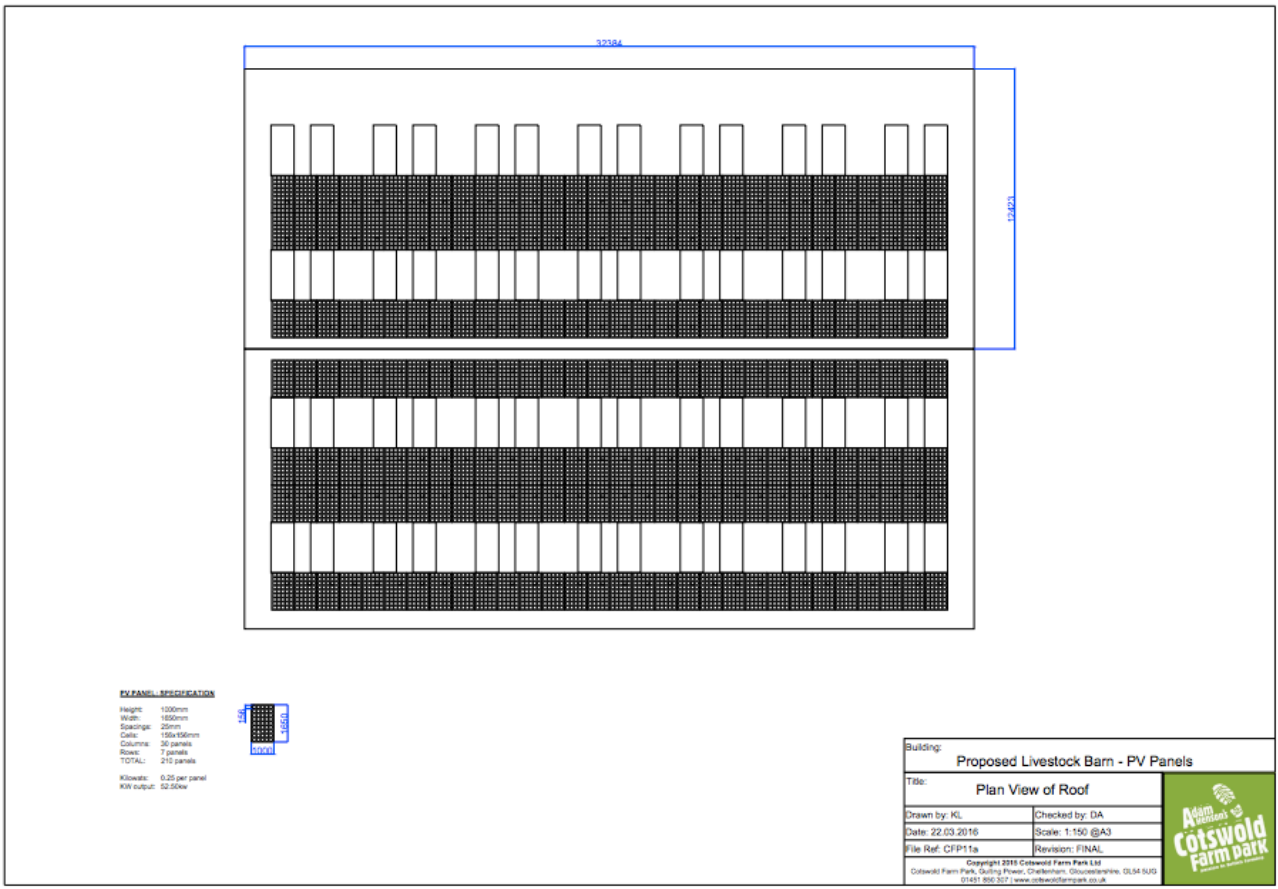 32384
12423
PV PANEL: SPECIFICATION
Height: 1000mm
Width: 1650mm
Spacings: 25mm
Cells: 156x156mm
Columns: 30 panels
Rows: 7 panels
TOTAL: 210 panels
Kilowats: 0.25 per panel
KW output: 52.50kw
156
1650
1000
Building:
Proposed Livestock Barn - PV Panels
Title:
Plan View of Roof
Drawn by: KL
Checked by: DA
Date: 22.03.2016
Scale: 1:150 @A3
File Ref: CFP11a
Revision: FINAL
Copyright 2015 Cotswold Farm Park Ltd
Cotswold Farm Park, Guiting Power, Cheltenham, Gloucestershire, GL54 5UG
01451 850 307 | www.cotswoldfarmpark.co.uk
Adam
Henson's
Cotswold
Farm park